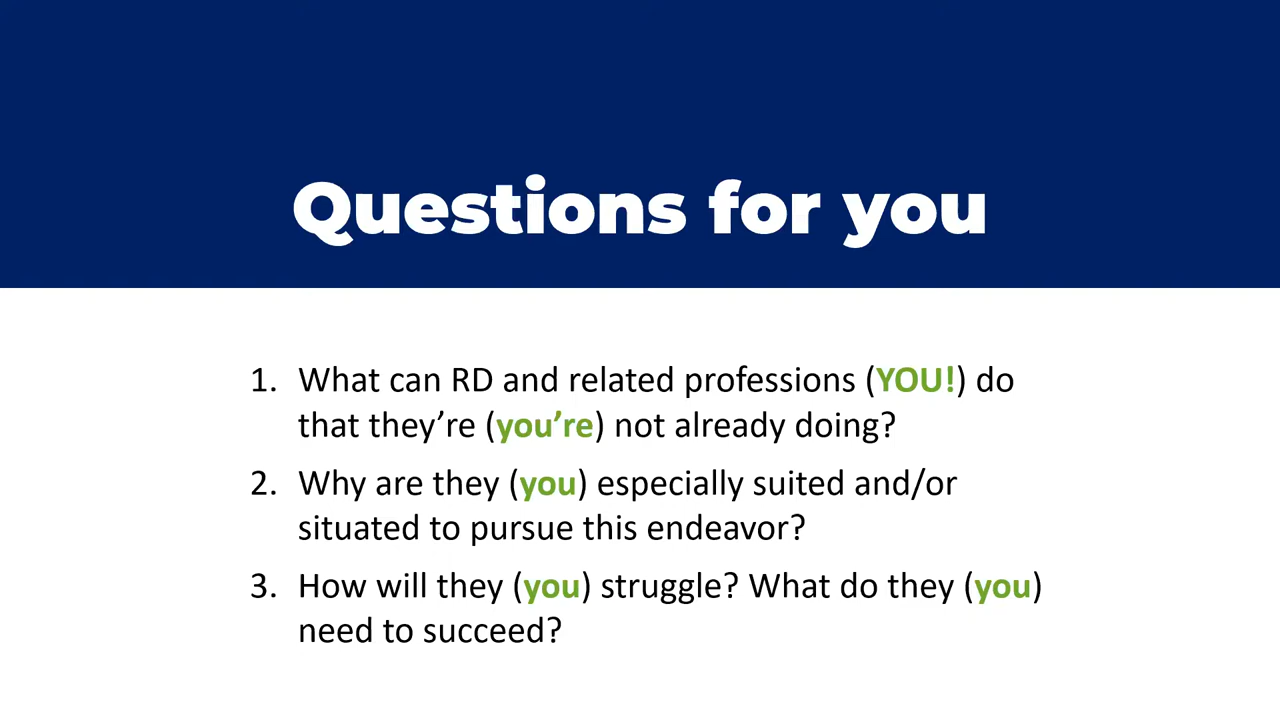 Questions for you
1. What can RD and related professions (YOU!) do
that they’re (you’re) not already doing?
2. Why are they (you) especially suited and/or
situated to pursue this endeavor?
3. How will they (you) struggle? What do they (you)
need to succeed?